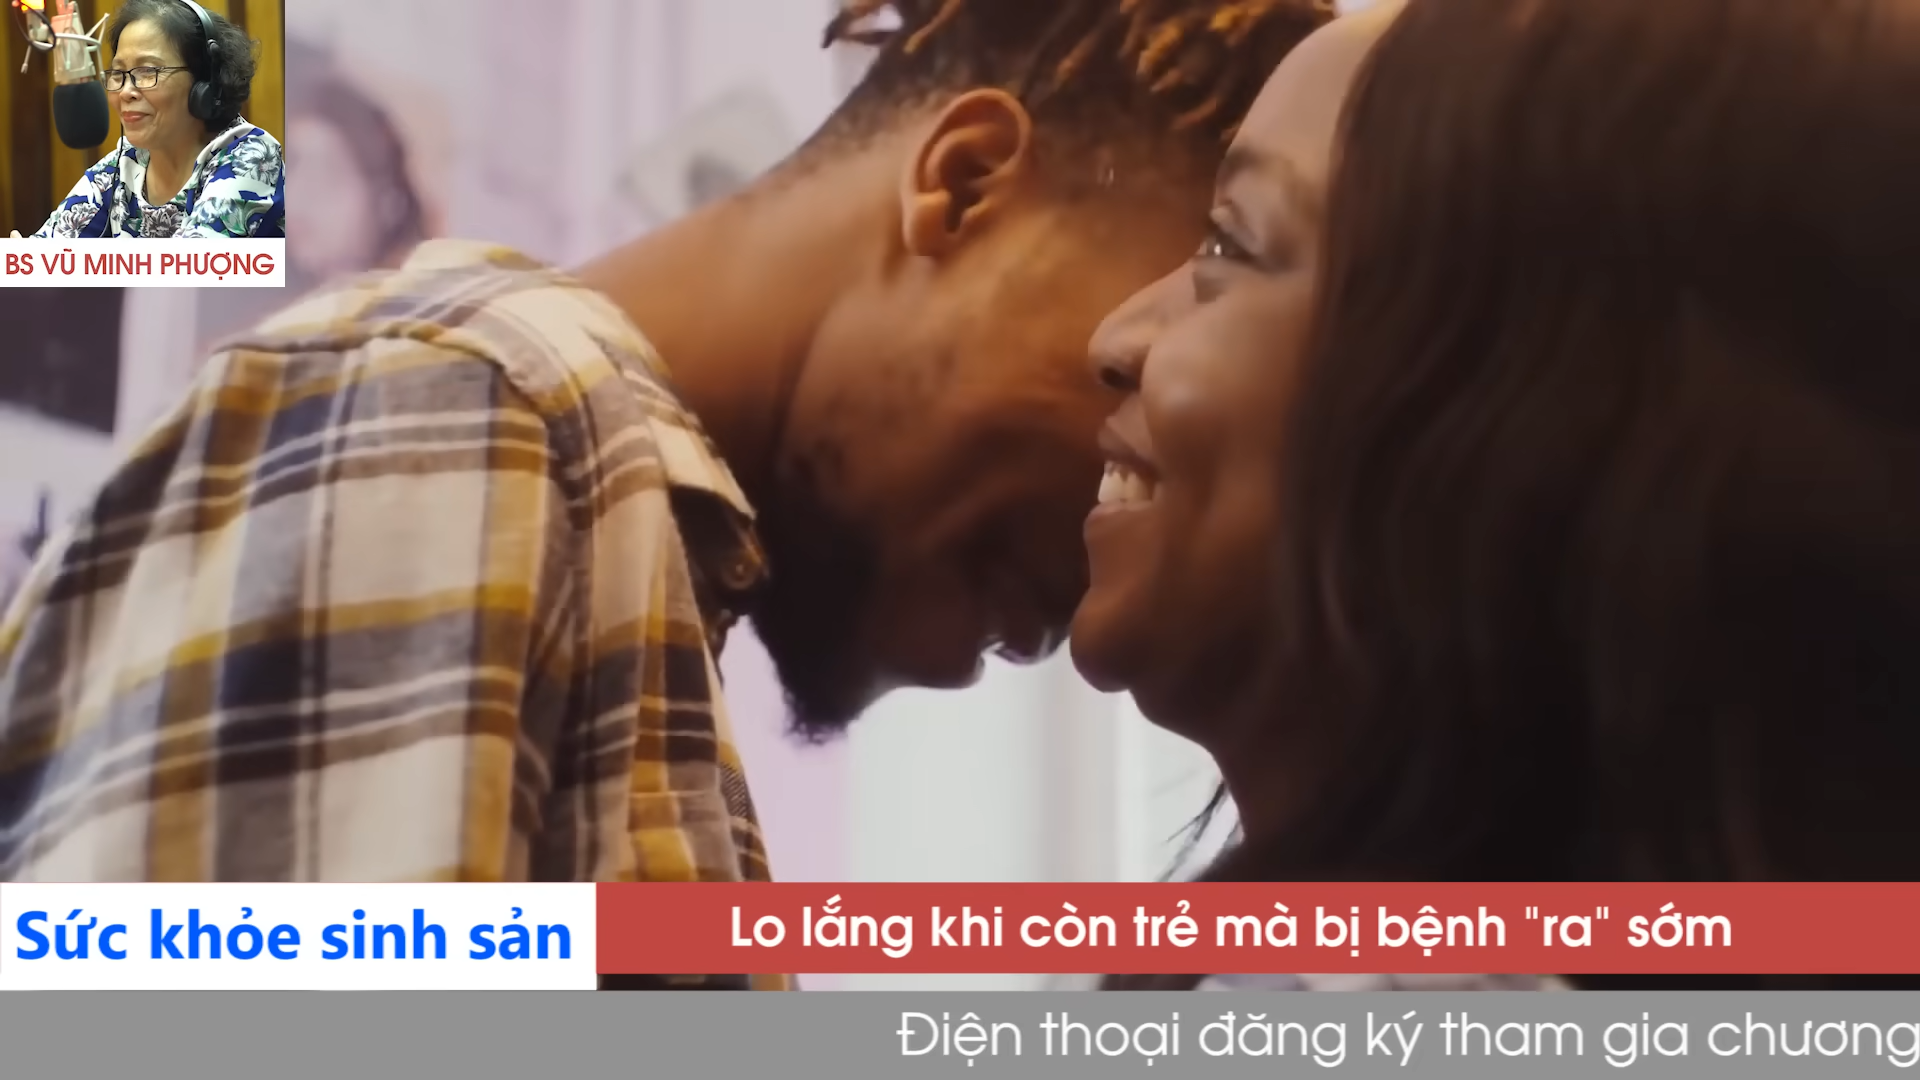 BS VŨ MINH PHƯỢNG
Sức khỏe sinh sản
Lo lắng khi còn trẻ mà bị bệnh "ra" sớm
Điện thoại đăng ký tham gia chương